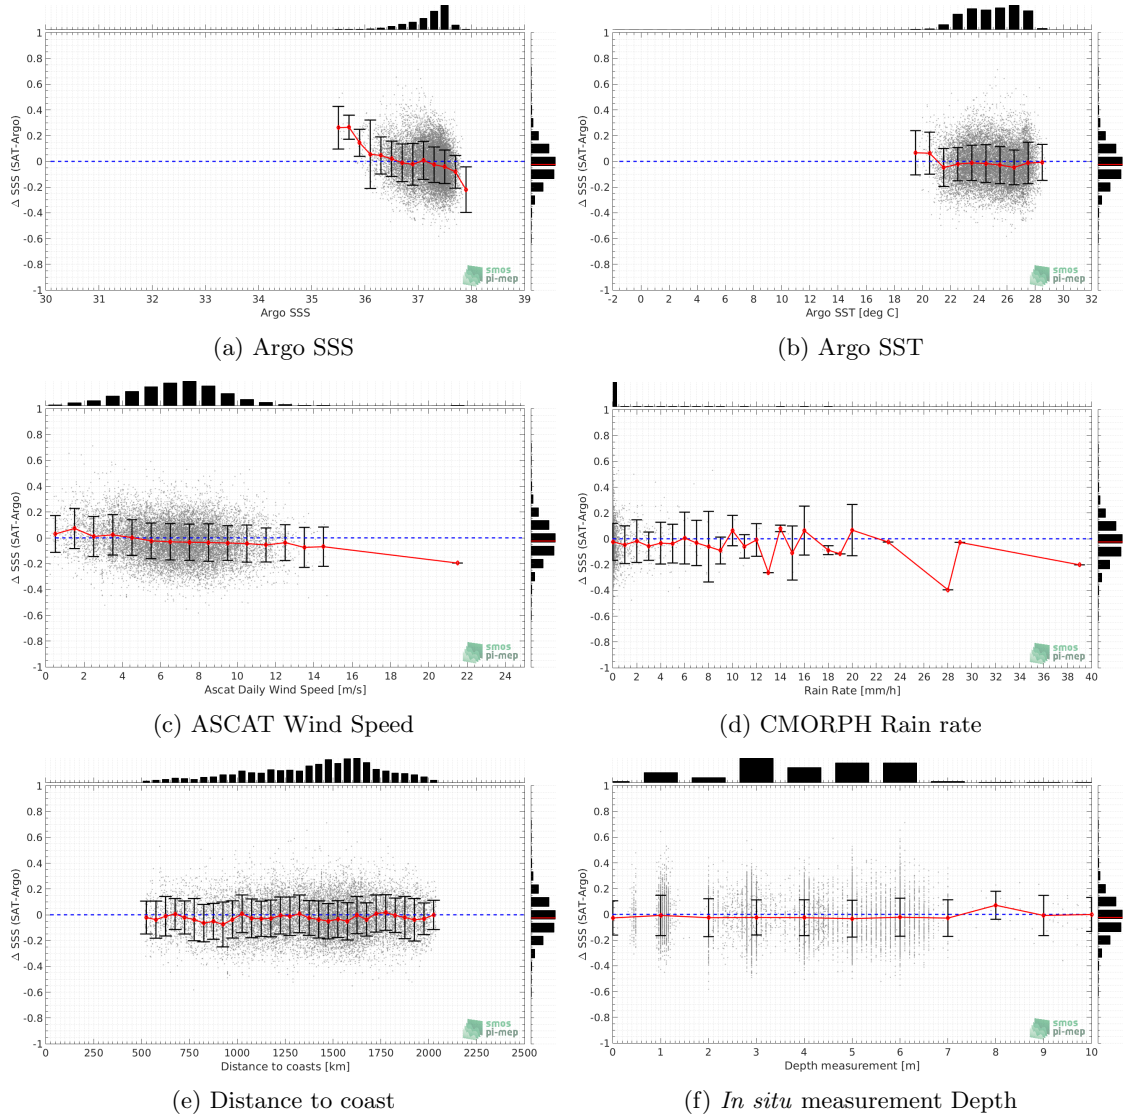 1
0.8
0.6
0.4
0.2
0
-0.2
-0.4
-0.6
-0.8
-1
Δ SSS (SAT-Argo)
smos
pi-mep
30 31 32 33 34 35 36 37 38 39
Argo SSS
(a) Argo SSS
1
0.8
0.6
0.4
0.2
0
-0.2
-0.4
-0.6
-0.8
-1
Δ SSS (SAT-Argo)
smos
pi-mep
-2 0 2 4 6 8 10 12 14 16 18 20 22 24 26 28 30 32
Argo SST [deg C]
(b) Argo SST
1
0.8
0.6
0.4
0.2
0
-0.2
-0.4
-0.6
-0.8
-1
Δ SSS (SAT-Argo)
smos
pi-mep
0 2 4 6 8 10 12 14 16 18 20 22 24
Ascat Daily Wind Speed [m/s]
(c) ASCAT Wind Speed
1
0.8
0.6
0.4
0.2
0
-0.2
-0.4
-0.6
-0.8
-1
Δ SSS (SAT-Argo)
smos
pi-mep
0 2 4 6 8 10 12 14 16 18 20 22 24 26 28 30 32 34 36 38 40
Rain Rate [mm/h]
(d) CMORPH Rain rate
1
0.8
0.6
0.4
0.2
0
-0.2
-0.4
-0.6
-0.8
-1
Δ SSS (SAT-Argo)
smos
pi-mep
0 250 500 750 1000 1250 1500 1750 2000 2250 2500
Distance to coasts [km]
(e) Distance to coast
1
0.8
0.6
0.4
0.2
0
-0.2
-0.4
-0.6
-0.8
-1
Δ SSS (SAT-Argo)
smos
pi-mep
0 1 2 3 4 5 6 7 8 9 10
Depth measurement [m]
(f) In situ measurement Depth